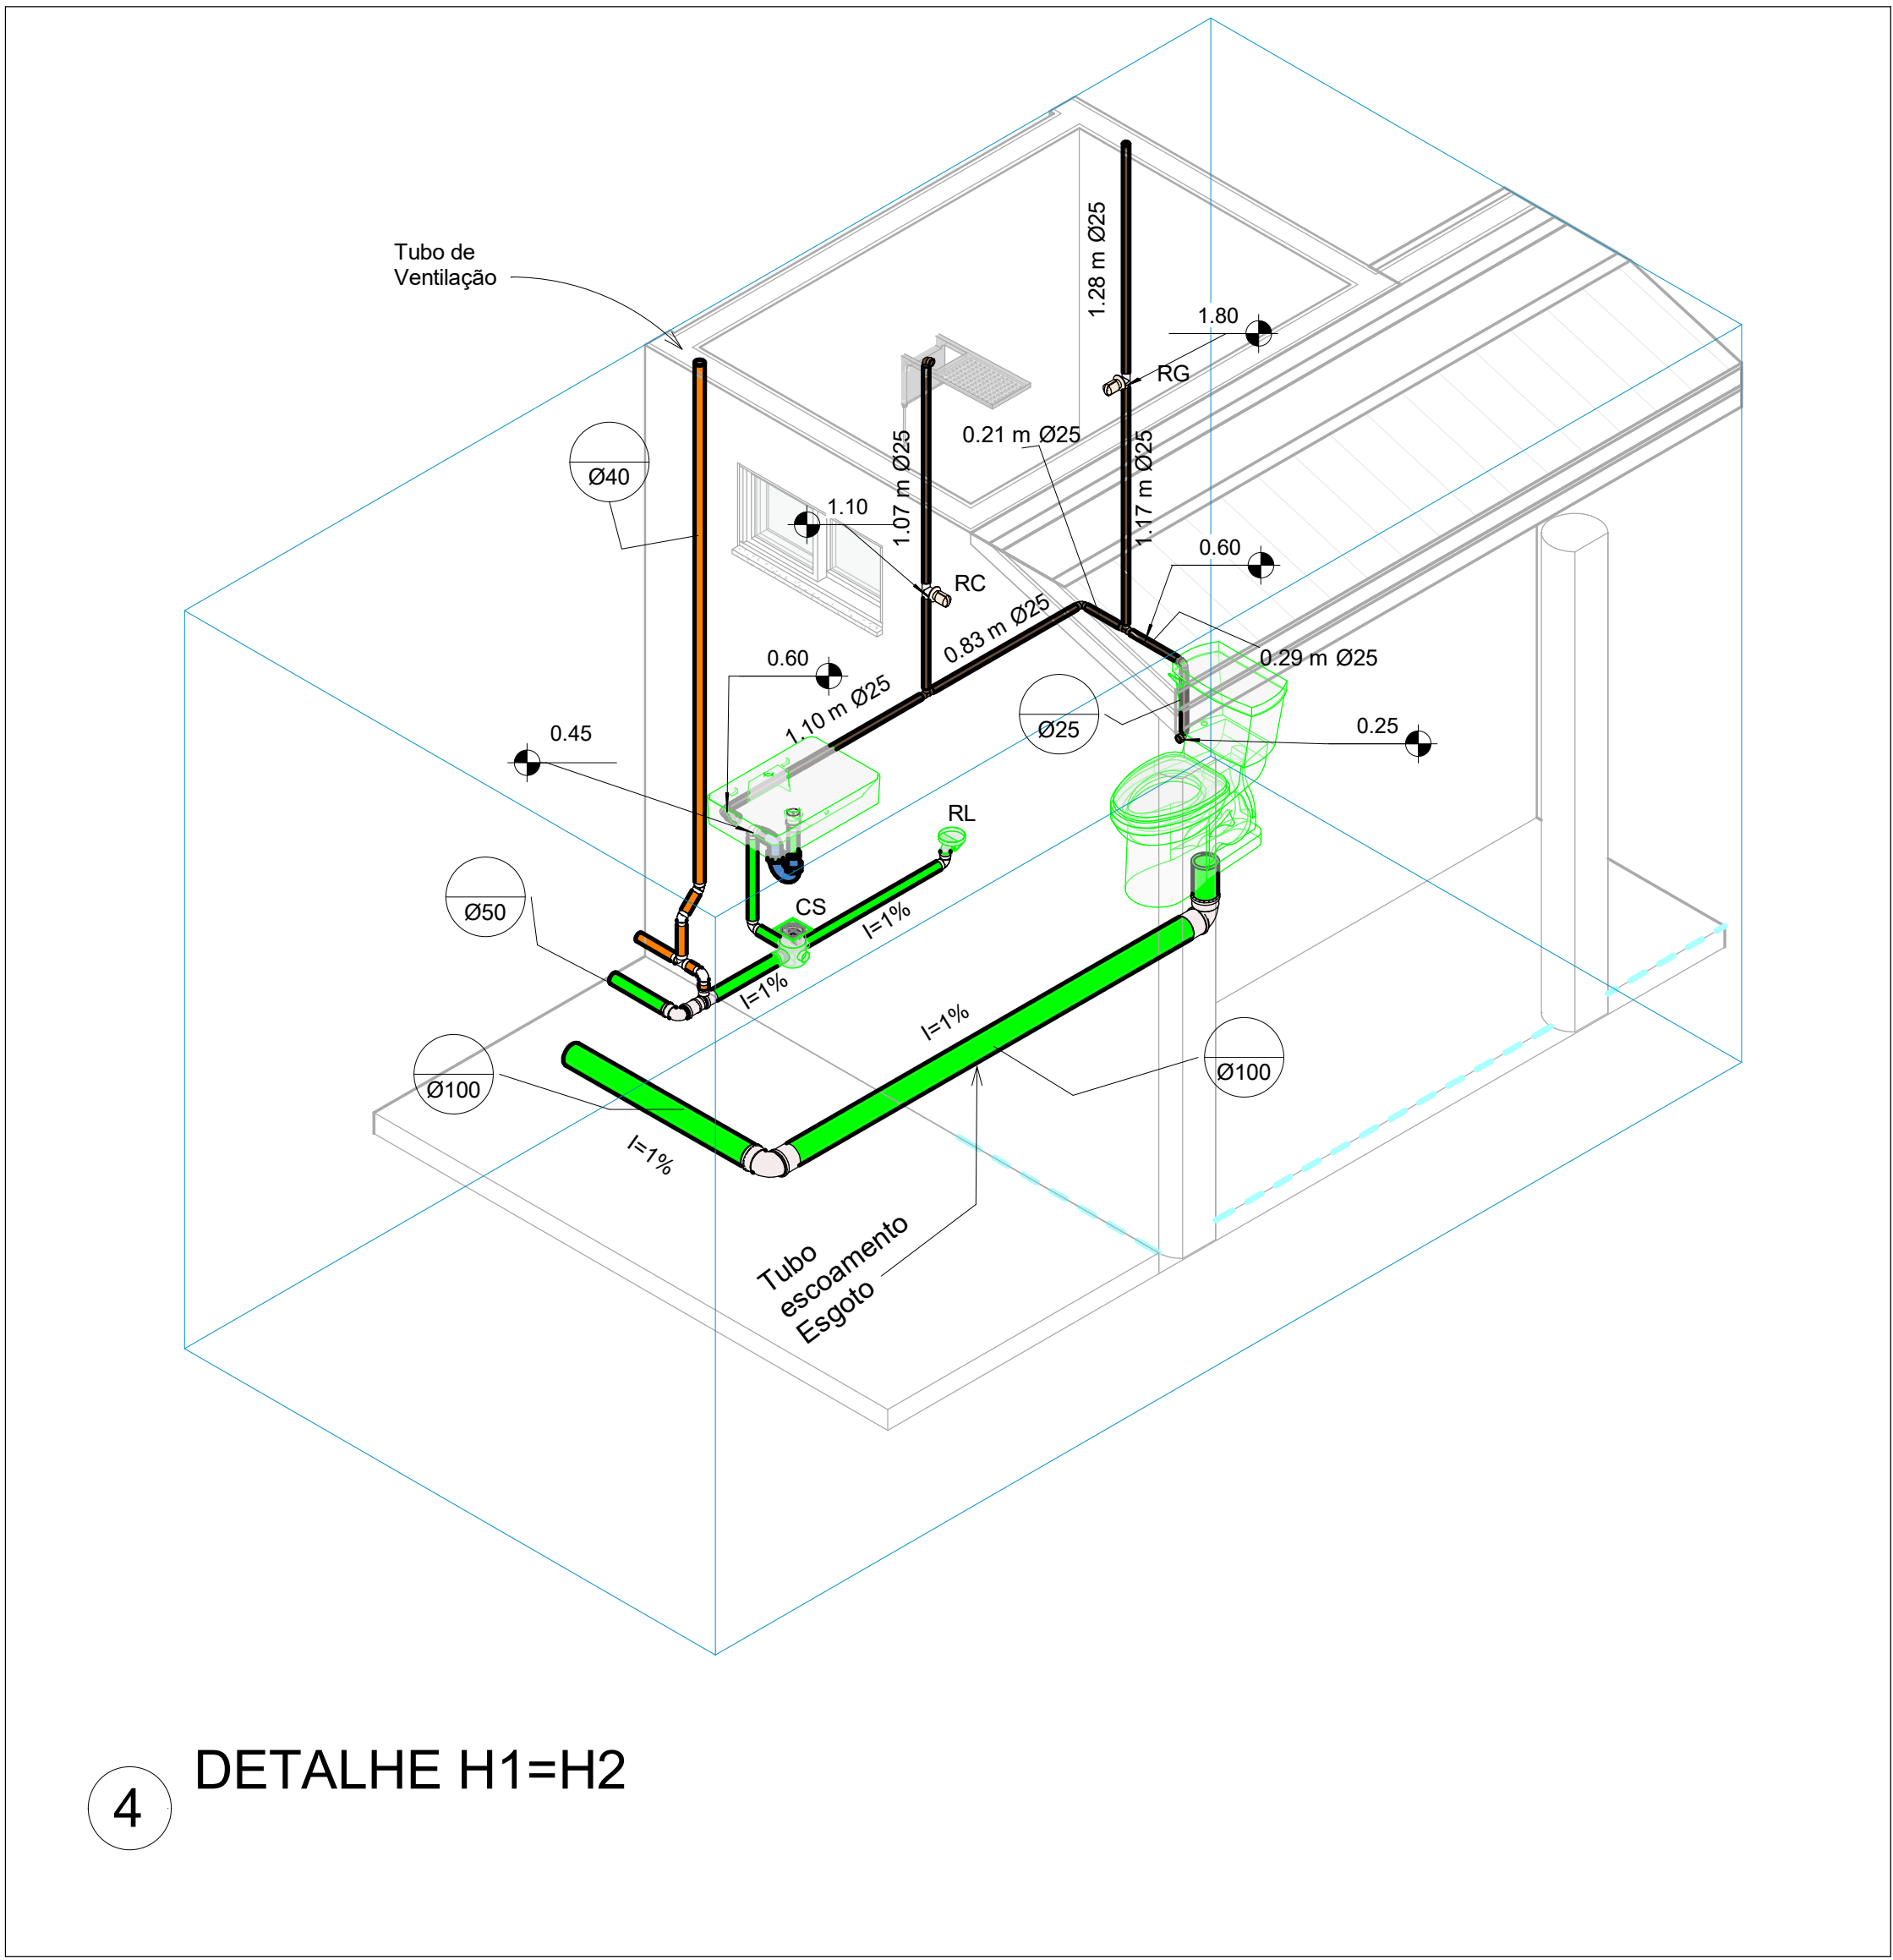 Tubo de
Ventilação
1.28 m Ø25
1.80
RG
0.21 m Ø25
1.07 m Ø25
1.17 m Ø25
Ø40
1.10
0.60
RC
0.83 m Ø25
0.29 m Ø25
0.60
1.10 m Ø25
Ø25
0.25
0.45
RL
Ø50
CS
I=1%
I=1%
I=1%
Ø100
Ø100
I=1%
Tubo
escoamento
Esgoto
DETALHE H1=H2
4